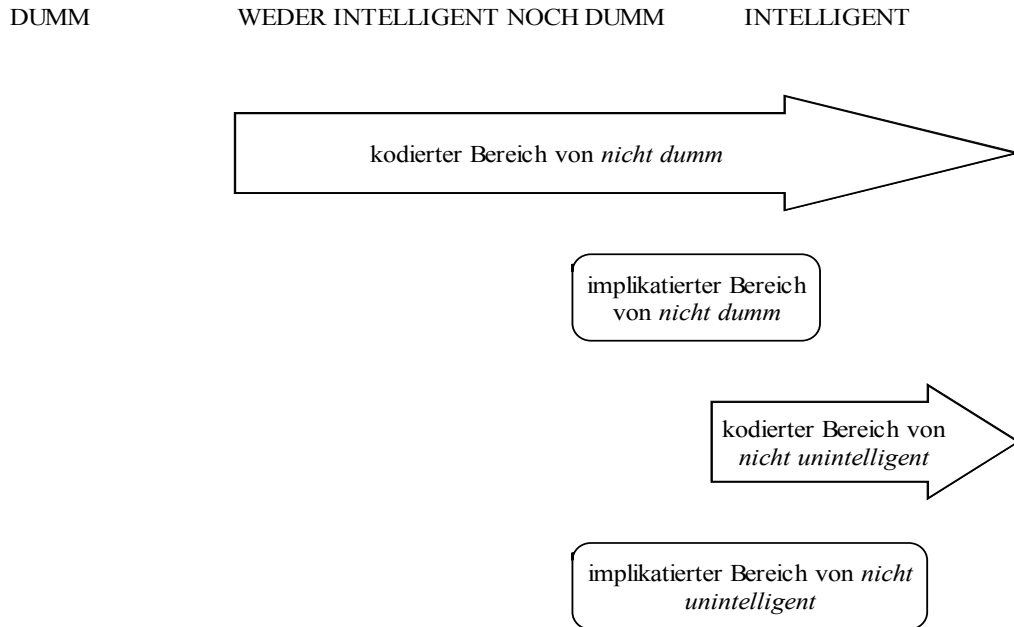 DUMM WEDER INTELLIGENT NOCH DUMM INTELLIGENT
kodierter Bereich von nicht dumm
implikatierter Bereich
von nicht dumm
kodierter Bereich von
nicht unintelligent
implikatierter Bereich von nicht
unintelligent